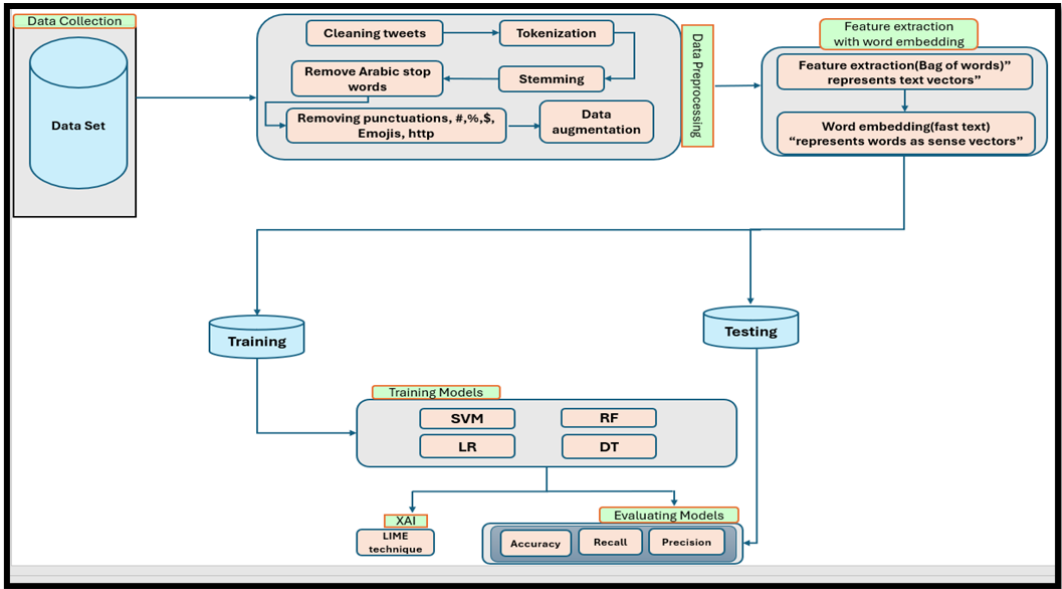 Data Collection
Data Set
Cleaning tweets
Tokenization
Remove Arabic stop
words
Stemming
Removing punctuations, #,%,$,
Emojis, http
Data
augmentation
Data Preprocessing
Feature extraction
with word embedding
Feature extraction(Bag of words)”
represents text vectors”
Word embedding(fast text)
“represents words as sense vectors”
Training
Testing
Training Models
SVM
RF
LR
DT
XAI
LIME
technique
Evaluating Models
Accuracy
Recall
Precision